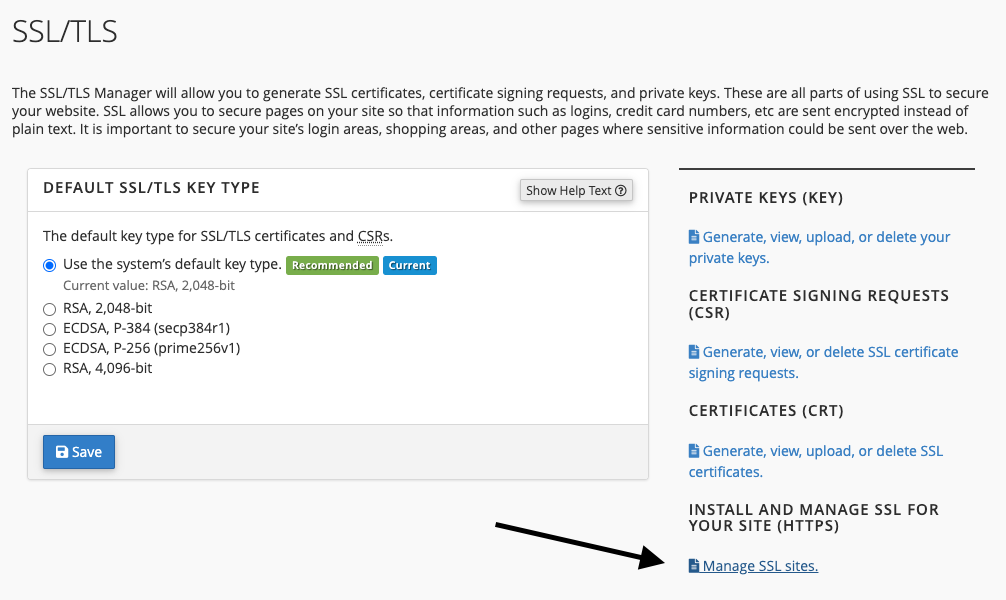 SSL/TLS
The SSL/TLS Manager will allow you to generate SSL certificates, certificate signing requests, and private keys. These are all parts of using SSL to secure
your website. SSL allows you to secure pages on your site so that information such as logins, credit card numbers, etc are sent encrypted instead of
plain text. It is important to secure your site’s login areas, shopping areas, and other pages where sensitive information could be sent over the web.
DEFAULT SSL/TLS KEY TYPE
Show Help Text
The default key type for SSL/TLS certificates and CSRs.
Use the system’s default key type. Recommended Current
Current value: RSA, 2,048-bit
RSA, 2,048-bit
ECDSA, P-384 (secp384r1)
ECDSA, P-256 (prime256v1)
RSA, 4,096-bit
Save
PRIVATE KEYS (KEY)
Generate, view, upload, or delete your
private keys.
CERTIFICATE SIGNING REQUESTS
(CSR)
Generate, view, or delete SSL certificate
signing requests.
CERTIFICATES (CRT)
Generate, view, upload, or delete SSL
certificates.
INSTALL AND MANAGE SSL FOR
YOUR SITE (HTTPS)
Manage SSL sites.